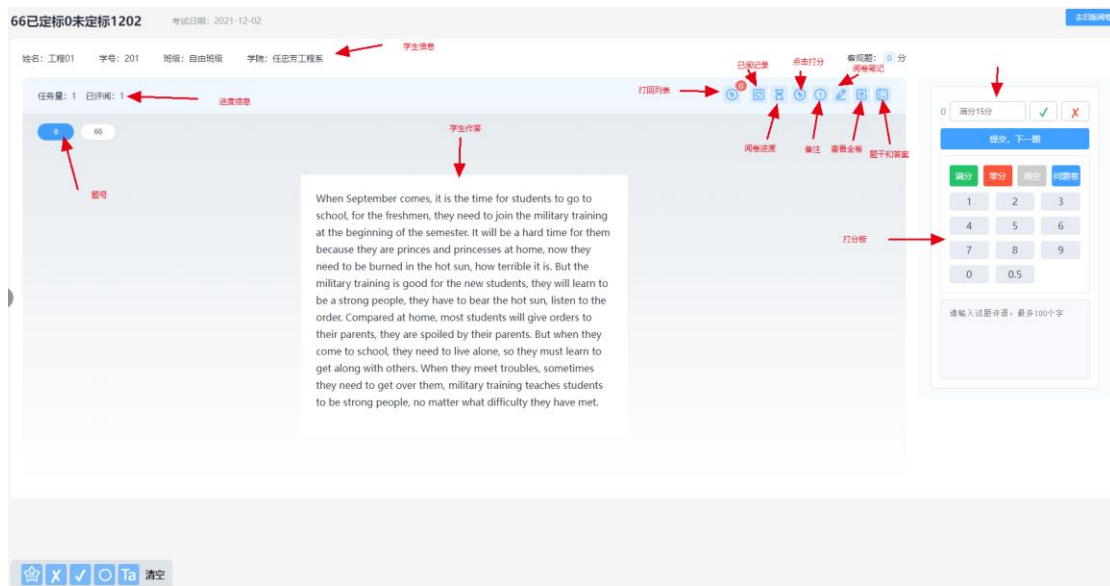 66已定标0未定标1202
考试日期: 2021-12-02
去旧版阅卷
姓名: 工程01 学号: 201 班级: 自由班级 学院: 任忠芳工程系
学生信息
客观题: 0 分
任务量: 1 已评阅: 1
进度信息
打回列表
已阅记录
点击打分
阅卷笔记
0
阅卷进度
备注
查看全卷
题干和答案
0 66
题号
学生作答
When September comes, it is the time for students to go to
school, for the freshmen, they need to join the military training
at the beginning of the semester. It will be a hard time for them
because they are princes and princesses at home, now they
need to be burned in the hot sun, how terrible it is. But the
military training is good for the new students, they will learn to
be a strong people, they have to bear the hot sun, listen to the
order. Compared at home, most students will give orders to
their parents, they are spoiled by their parents. But when they
come to school, they need to live alone, so they must learn to
get along with others. When they meet troubles, sometimes
they need to get over them, military training teaches students
to be strong people, no matter what difficulty they have met.
0 满分15分
提交, 下一题
满分 零分 清空 问题卷
1 2 3
4 5 6
7 8 9
0 0.5
打分板
请输入试题评语, 最多100个字
Ta 清空